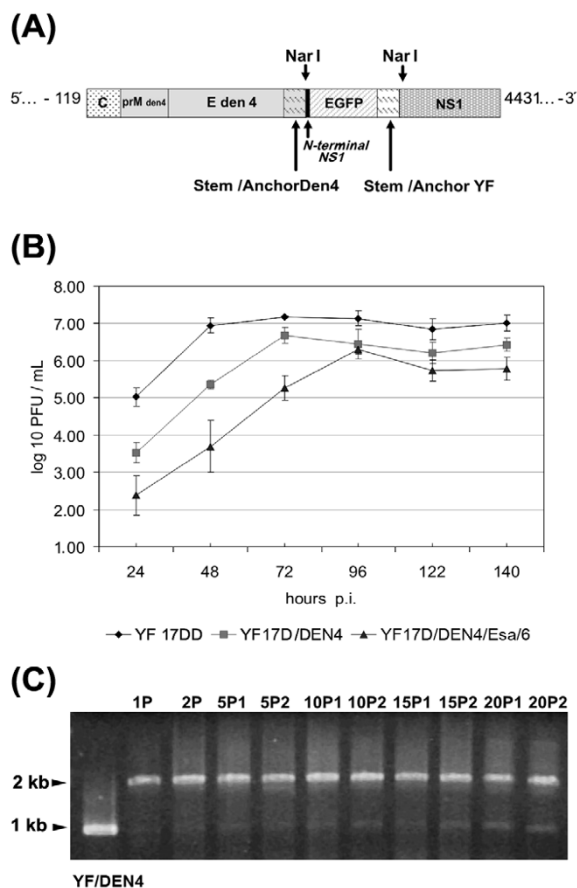 (A)
Nar I Nar I
5´... - 119 C prM den4 E den 4 EGFP NS1 4431... -3´
N-terminal
NS1
Stem /AnchorDen4 Stem /Anchor YF
(B)
8.00
7.00
6.00
5.00
4.00
3.00
2.00
1.00
log 10 PFU / mL
24 48 72 96 122 140
hours p.i.
YF 17DD YF17D/DEN4 YF17D/DEN4/Esa/6
(C)
1P 2P 5P1 5P2 10P1 10P2 15P1 15P2 20P1 20P2
2 kb
1 kb
YF/DEN4